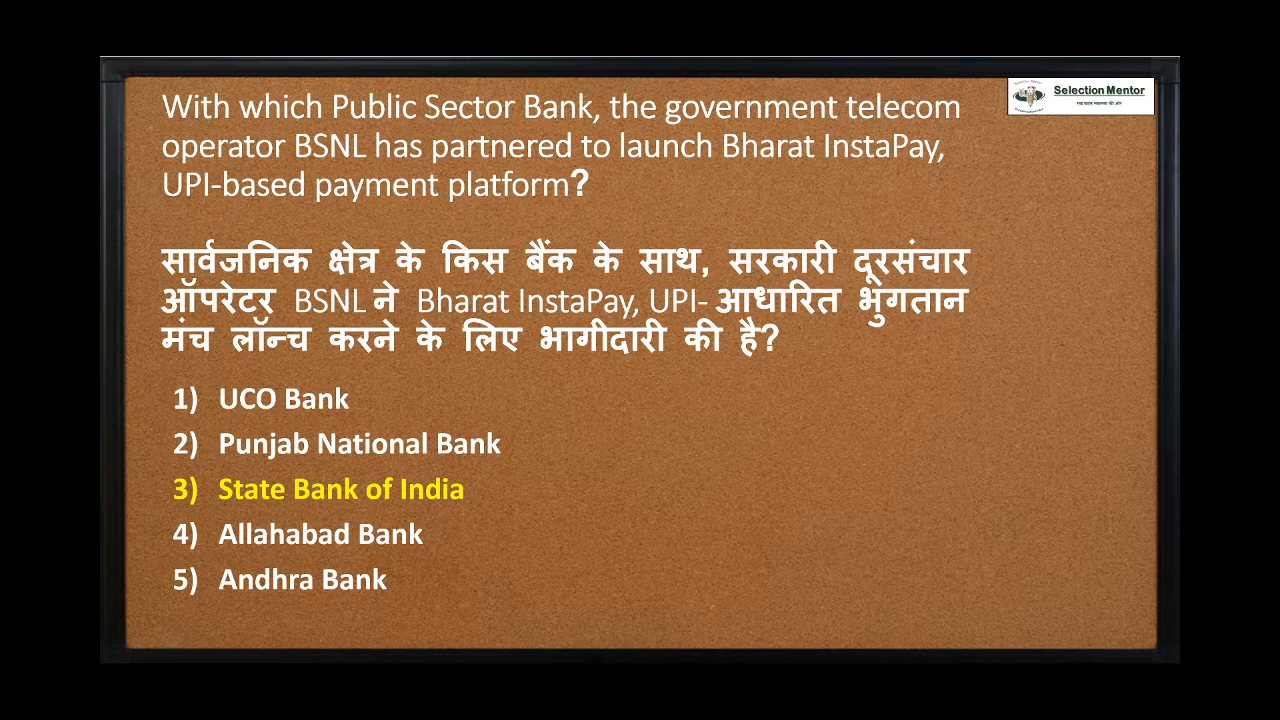 With which Public Sector Bank, the government telecom
operator BSNL has partnered to launch Bharat InstaPay,
UPI-based payment platform?
सार्वजनिक क्षेत्र के किस बैंक के साथ, सरकारी दूरसंचार
ऑपरेटर BSNL ने Bharat InstaPay, UPI- आधारित भुगतान
मंच लॉन्च करने के लिए भागीदारी की है?
1) UCO Bank
2) Punjab National Bank
3) State Bank of India
4) Allahabad Bank
5) Andhra Bank
Selection Mentor